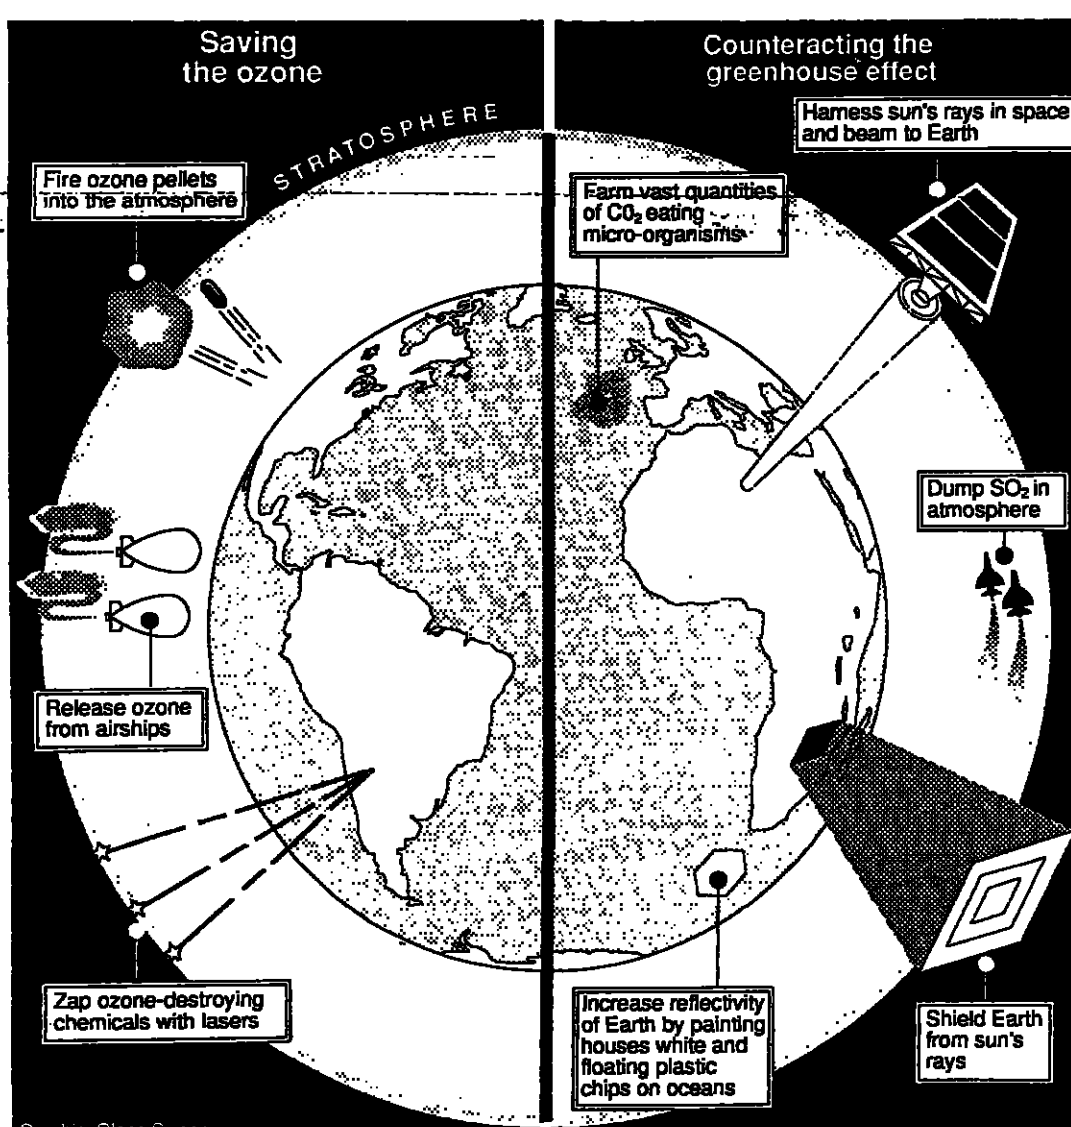 Saving
the ozone
Counteracting the
greenhouse effect
STRATOSPHERE
Fire ozone pellets
into the atmosphere
Release ozone
from airships
Zap ozone-destroying
chemicals with lasers
Harness sun's rays in space
and beam to Earth
Farm vast quantities
of CO₂ eating
micro-organisms
Dump SO₂ in
atmosphere
Increase reflectivity
of Earth by painting
houses white and
floating plastic
chips on oceans
Shield Earth
from sun's
rays